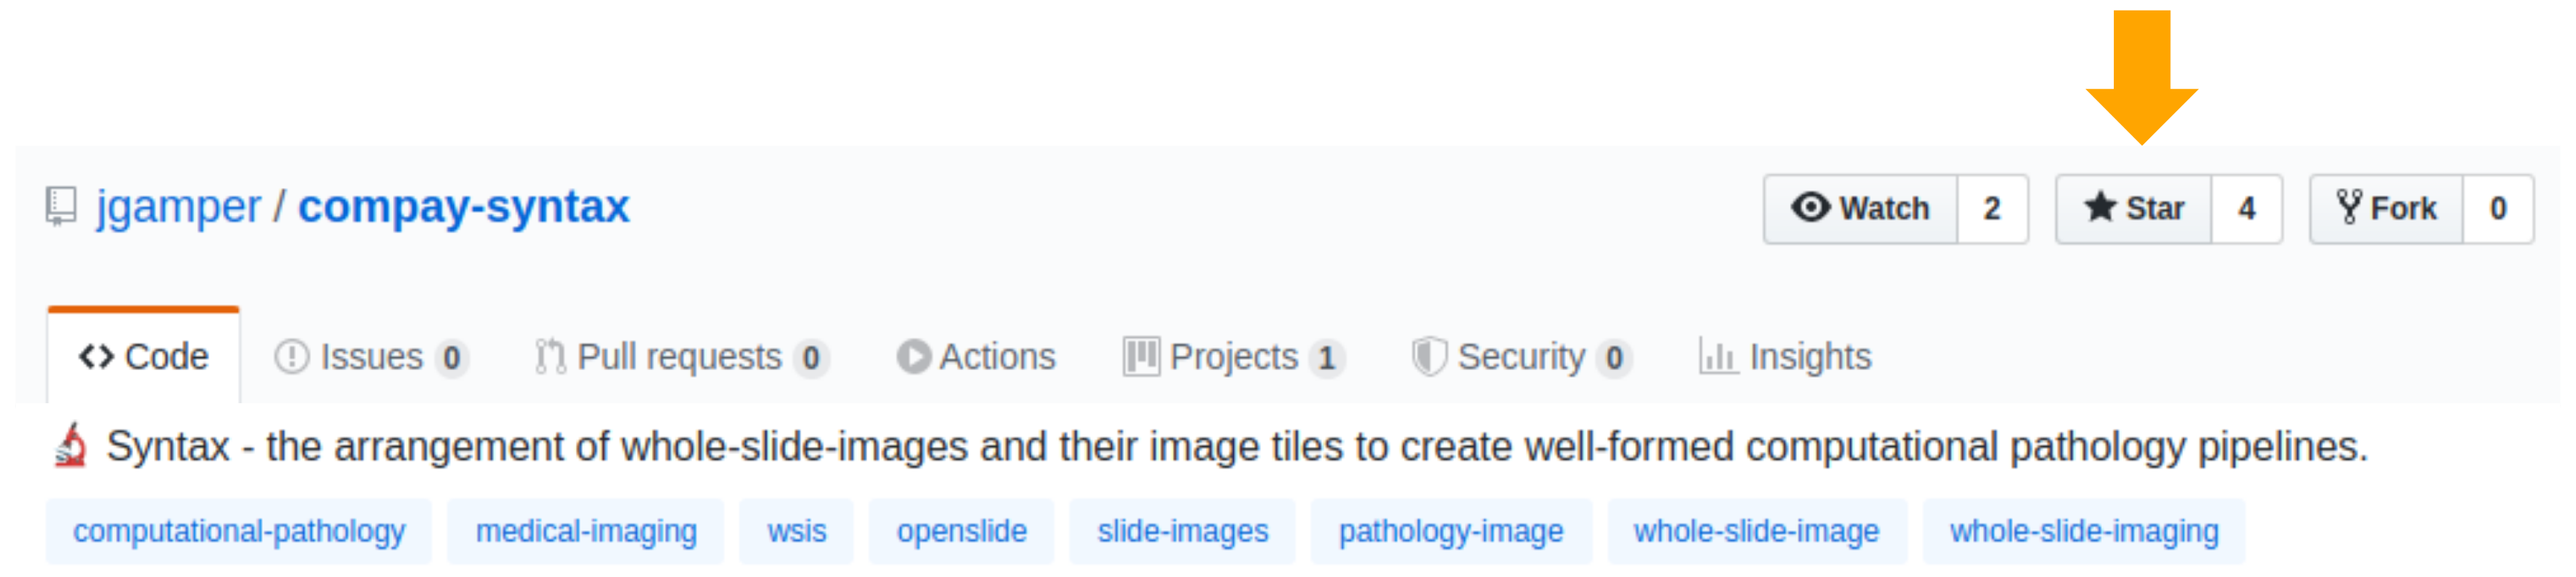 jgamper / compay-syntax Watch 2 Star 4 Fork 0
Code Issues 0 Pull requests 0 Actions Projects 1 Security 0 Insights
Syntax - the arrangement of whole-slide-images and their image tiles to create well-formed computational pathology pipelines.
computational-pathology medical-imaging wsis openslide slide-images pathology-image whole-slide-image whole-slide-imaging